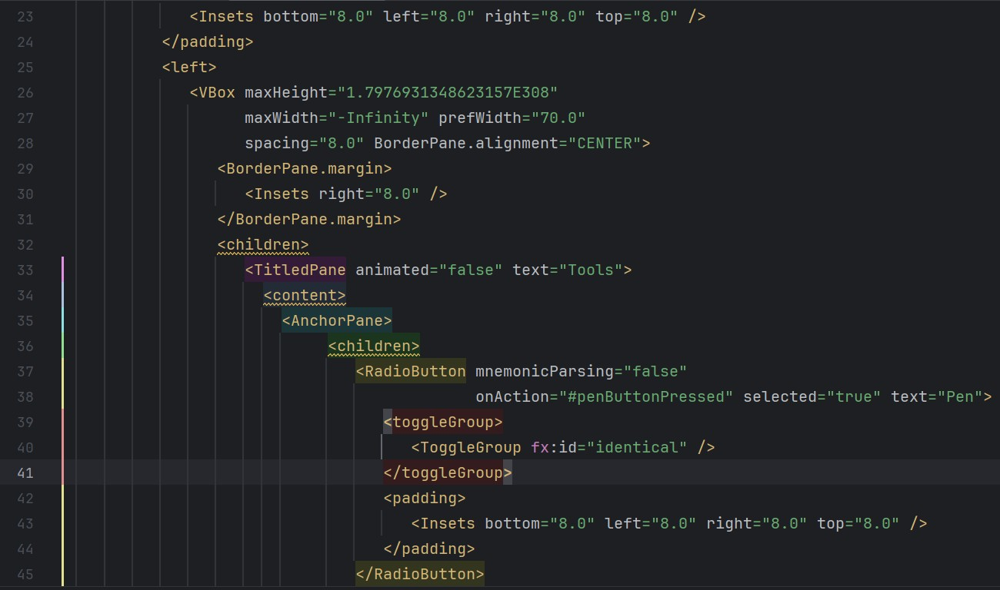 23 <Insets bottom="8.0" left="8.0" right="8.0" top="8.0" />
24 </padding>
25 <left>
26 <VBox maxHeight="1.7976931348623157E308"
27 maxWidth="-Infinity" prefWidth="70.0"
28 spacing="8.0" BorderPane.alignment="CENTER">
29 <BorderPane.margin>
30 <Insets right="8.0" />
31 </BorderPane.margin>
32 <children>
33 <TitledPane animated="false" text="Tools">
34 <content>
35 <AnchorPane>
36 <children>
37 <RadioButton mnemonicParsing="false"
38 onAction="#penButtonPressed" selected="true" text="Pen">
39 <toggleGroup>
40 <ToggleGroup fx:id="identical" />
41 </toggleGroup>
42 <padding>
43 <Insets bottom="8.0" left="8.0" right="8.0" top="8.0" />
44 </padding>
45 </RadioButton>